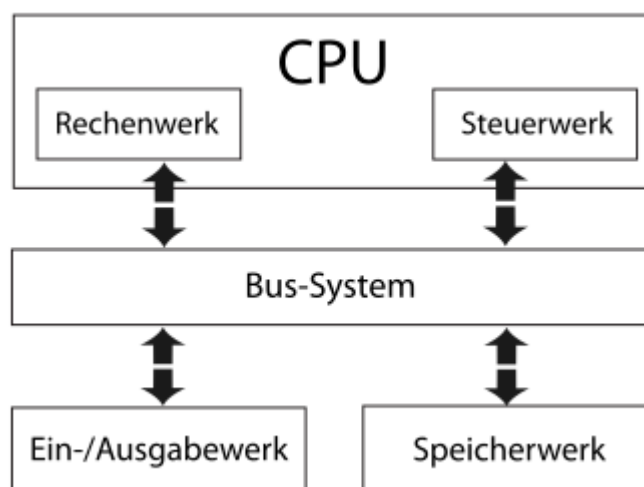 CPU
Rechenwerk
Steuerwerk
Bus-System
Ein-/Ausgabewerk
Speicherwerk